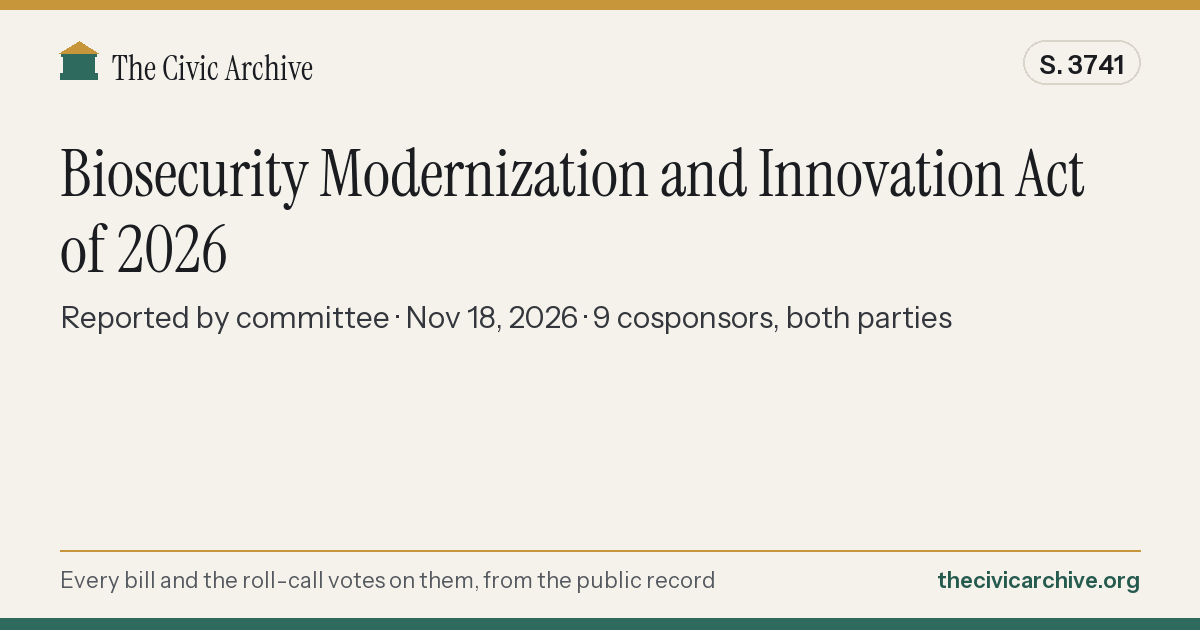 The Civic Archive
S. 3741
Biosecurity Modernization and Innovation Act
of 2026
Reported by committee · Nov 18, 2026 · 9 cosponsors, both parties
Every bill and the roll-call votes on them, from the public record
thecivicarchive.org